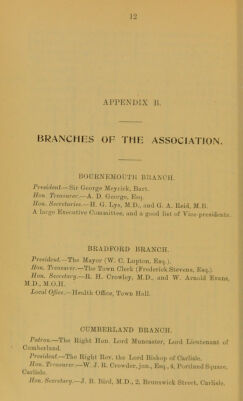 12
APPENDIX B.
BRANCHES OF THE ASSOCIATION.
BOURNEMOUTH BRANCH.
President.—Sir George Meyrick, Bart.
Hon. Treasurer.—A. D. George, Esq.
Hon. Secretaries.—H. G. Lys, M.D., and G. A. Reid, M.B.
A large Executive Committee, and a good list of Vice-presidents.
BRADFORD BRANCH.
President.—The Mayor (W. C. Lupton, Esq.).
Hon. Treasurer.—The Town Clerk (Frederick Stevens, Esq.)
Hon. Secretary.—R. H. Crowley, M.D., and W. Arnold Evans,
M.D., M.O.H.
Local Office.—Health Office, Town Hall.
CUMBERLAND BRANCH.
Patron.—The Right Hon. Lord Muncaster, Lord Lieutenant of
Cumberland.
President.—The Right Rev. the Lord Bishop of Carlisle.
Hon. Treasurer.—W. J. R. Crowder, jun., Esq., 4, Portland Square,
Carlisle.
Hon. Secretary.—J. B. Bird, M.D., 2, Brunswick Street, Carlisle.